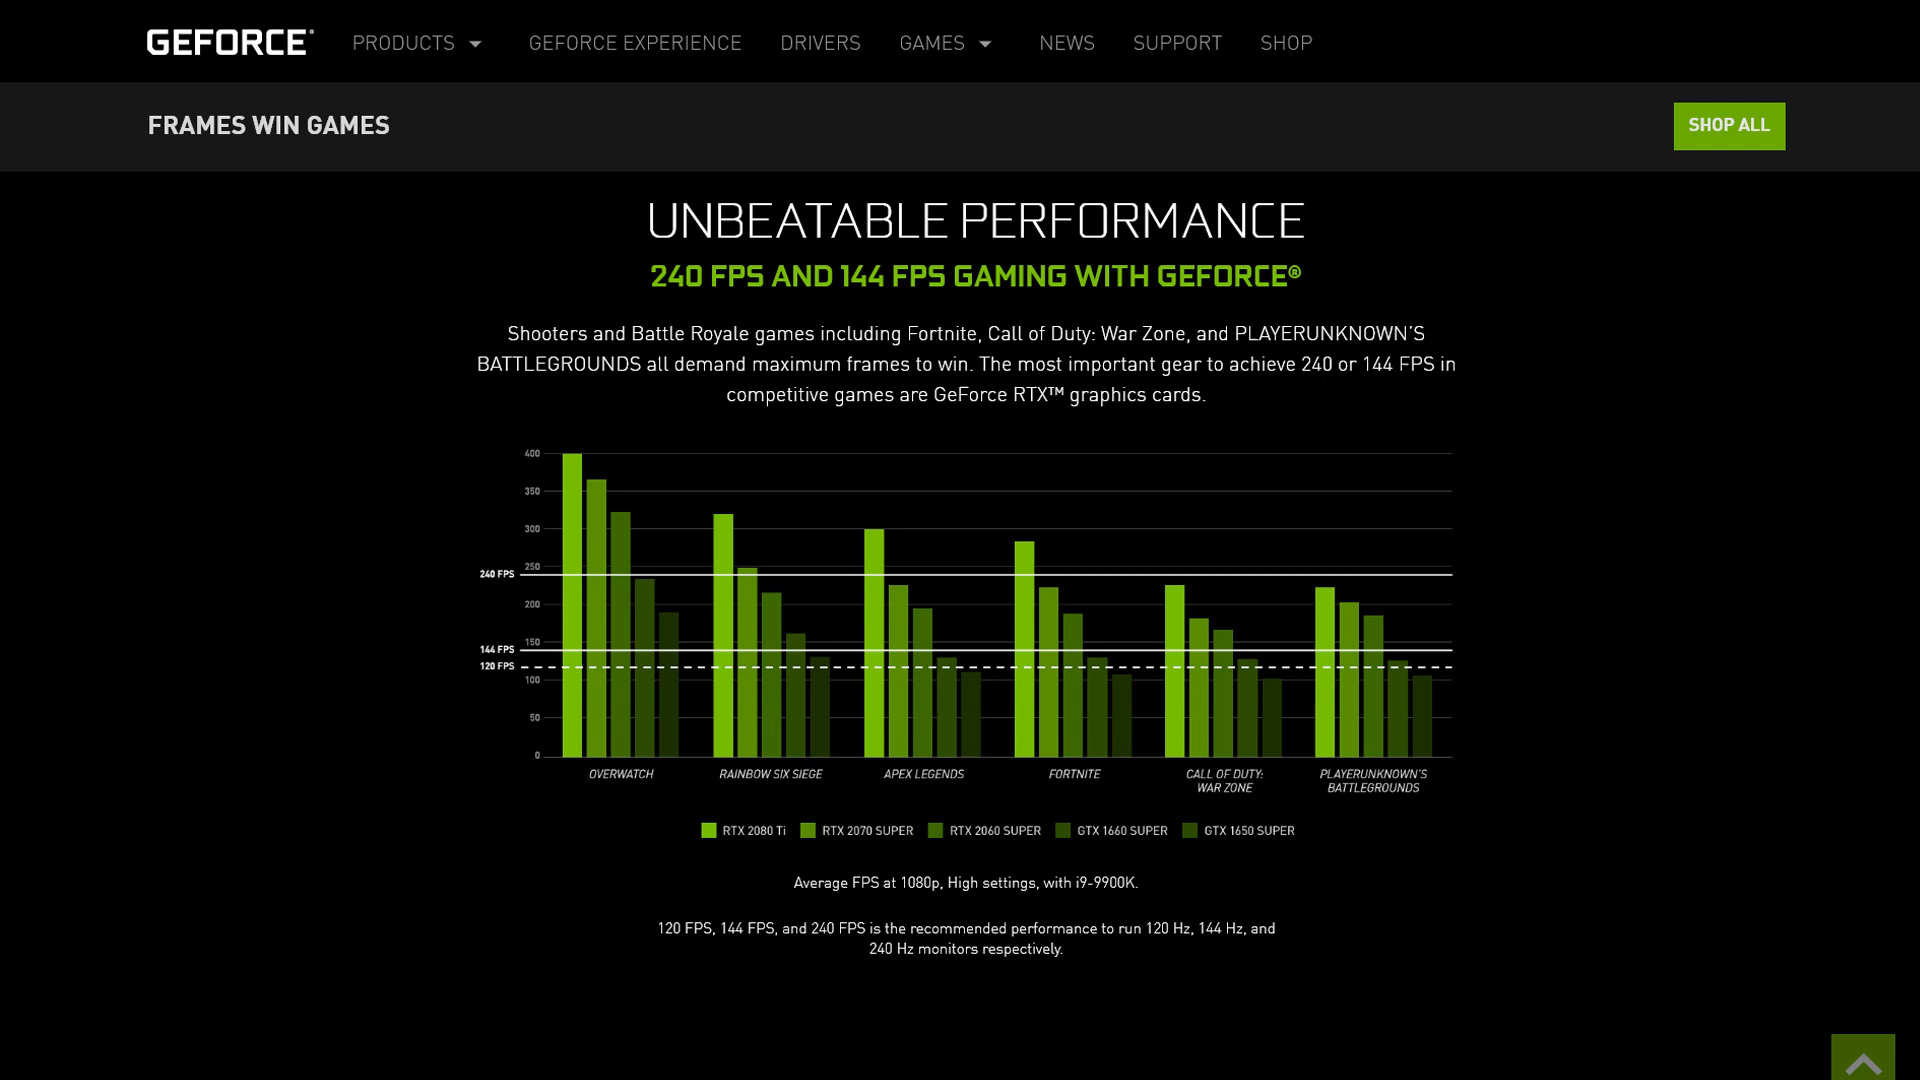 GEFORCE
PRODUCTS
GEFORCE EXPERIENCE
DRIVERS
GAMES
NEWS
SUPPORT
SHOP
FRAMES WIN GAMES
SHOP ALL
UNBEATABLE PERFORMANCE
240 FPS AND 144 FPS GAMING WITH GEFORCE®
Shooters and Battle Royale games including Fortnite, Call of Duty: War Zone, and PLAYERUNKNOWN'S
BATTLEGROUNDS all demand maximum frames to win. The most important gear to achieve 240 or 144 FPS in
competitive games are GeForce RTX™ graphics cards.
400
350
300
250
240 FPS
200
150
144 FPS
120 FPS
100
50
0
OVERWATCH
RAINBOW SIX SIEGE
APEX LEGENDS
FORTNITE
CALL OF DUTY:
WAR ZONE
PLAYERUNKNOWN'S
BATTLEGROUNDS
RTX 2080 Ti
RTX 2070 SUPER
RTX 2060 SUPER
GTX 1660 SUPER
GTX 1650 SUPER
Average FPS at 1080p, High settings, with i9-9900K.
120 FPS, 144 FPS, and 240 FPS is the recommended performance to run 120 Hz, 144 Hz, and
240 Hz monitors respectively.